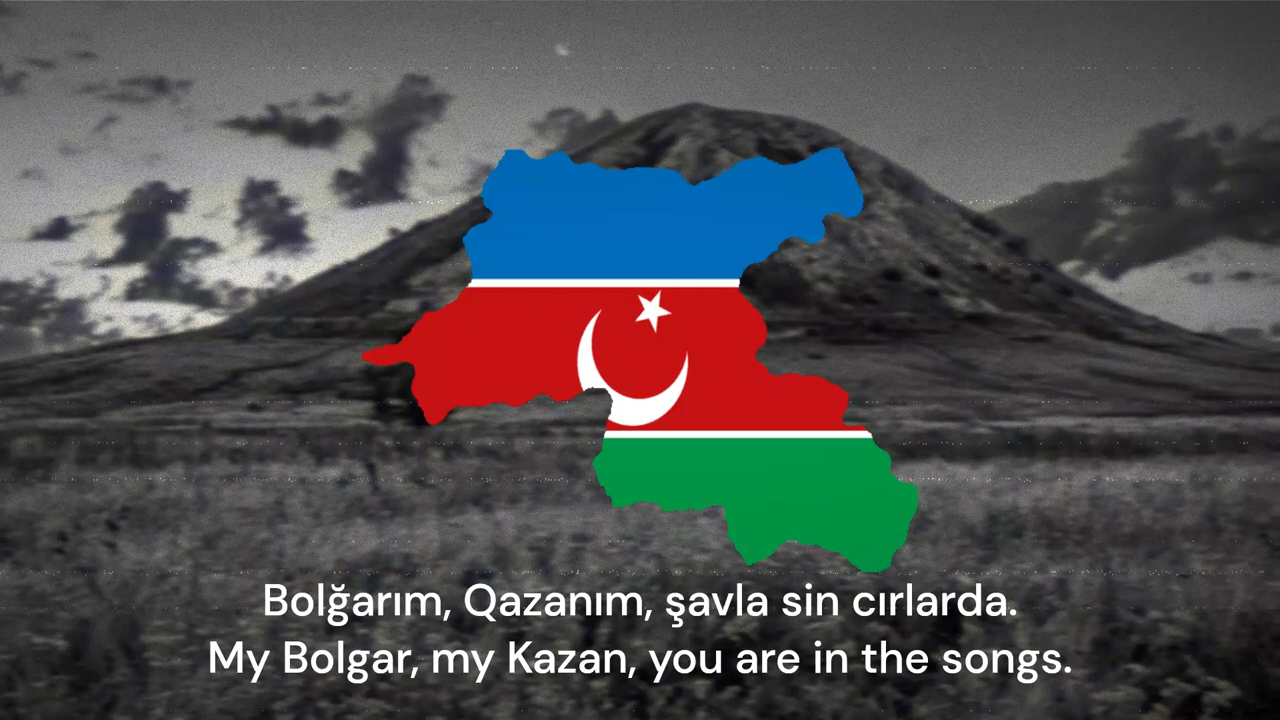 Bolğarım, Qazanım, şavla sin cırlarda.
My Bolgar, my Kazan, you are in the songs.